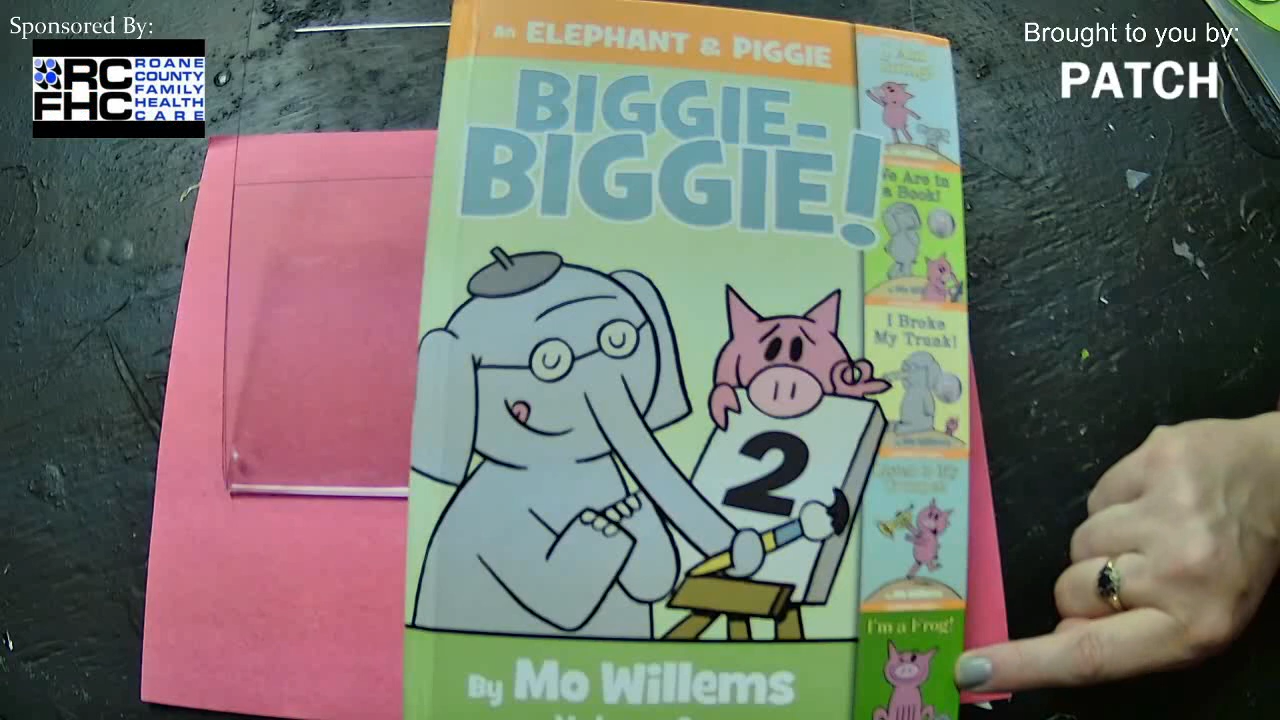 Sponsored By:
RC
FHC
ROANE
COUNTY
FAMILY
HEALTH
CARE
Brought to you by:
PATCH
An ELEPHANT & PIGGIE
BIGGIE-
BIGGIE!
2
By Mo Willems
We Are in
a Book!
I Broke
My Trunk!
I'm a Frog!